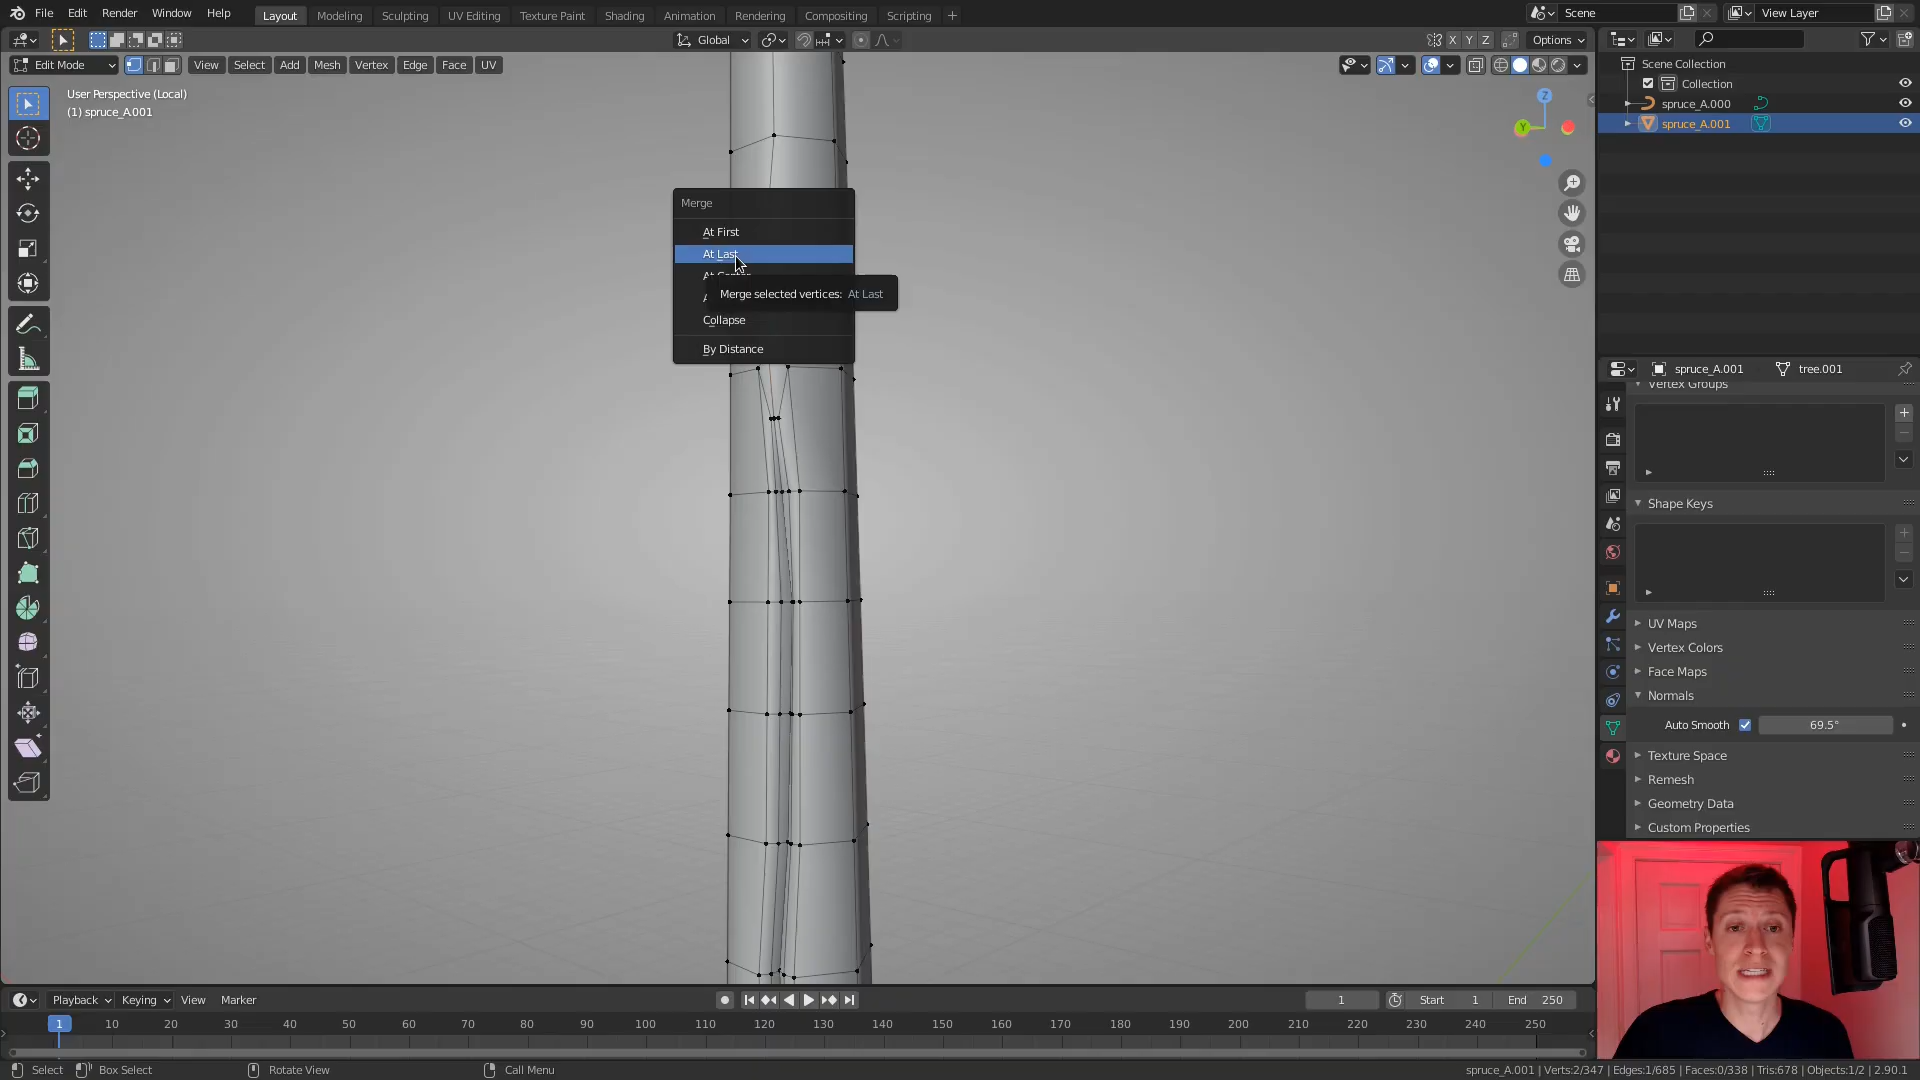 File Edit Render Window Help Layout Modeling Sculpting UV Editing Texture Paint Shading Animation Rendering Compositing Scripting + Scene View Layer
Global X Y Z Options
Edit Mode View Select Add Mesh Vertex Edge Face UV
User Perspective (Local)
(1) spruce_A.001
Z
Y
Merge
At First
At Last
At Center
Merge selected vertices: At Last
Collapse
By Distance
Scene Collection
Collection
spruce_A.000
spruce_A.001
spruce_A.001 tree.001
Vertex Groups
Shape Keys
UV Maps
Vertex Colors
Face Maps
Normals
Auto Smooth 69.5°
Texture Space
Remesh
Geometry Data
Custom Properties
Playback Keying View Marker 1 Start 1 End 250
1 10 20 30 40 50 60 70 80 90 100 110 120 130 140 150 160 170 180 190 200 210 220 230 240 250
Select Box Select Rotate View Call Menu spruce_A.001 | Verts:2/347 | Edges:1/685 | Faces:0/338 | Tris:678 | Objects:1/2 | 2.90.1